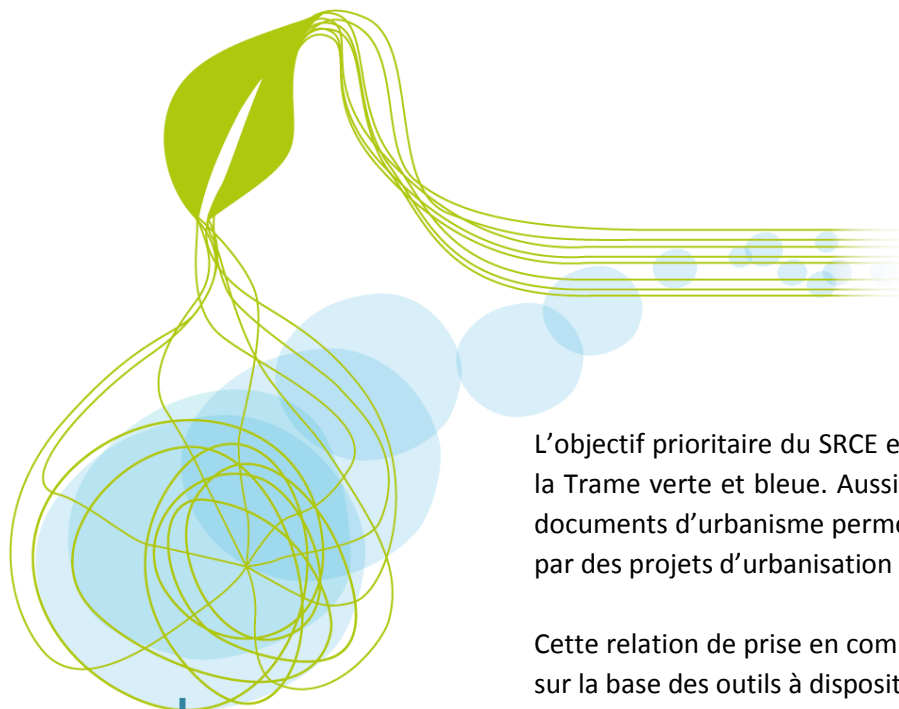 L’objectif prioritaire du SRCE e
la Trame verte et bleue. Aussi
documents d’urbanisme perme
par des projets d’urbanisation
Cette relation de prise en com
sur la base des outils à disposit